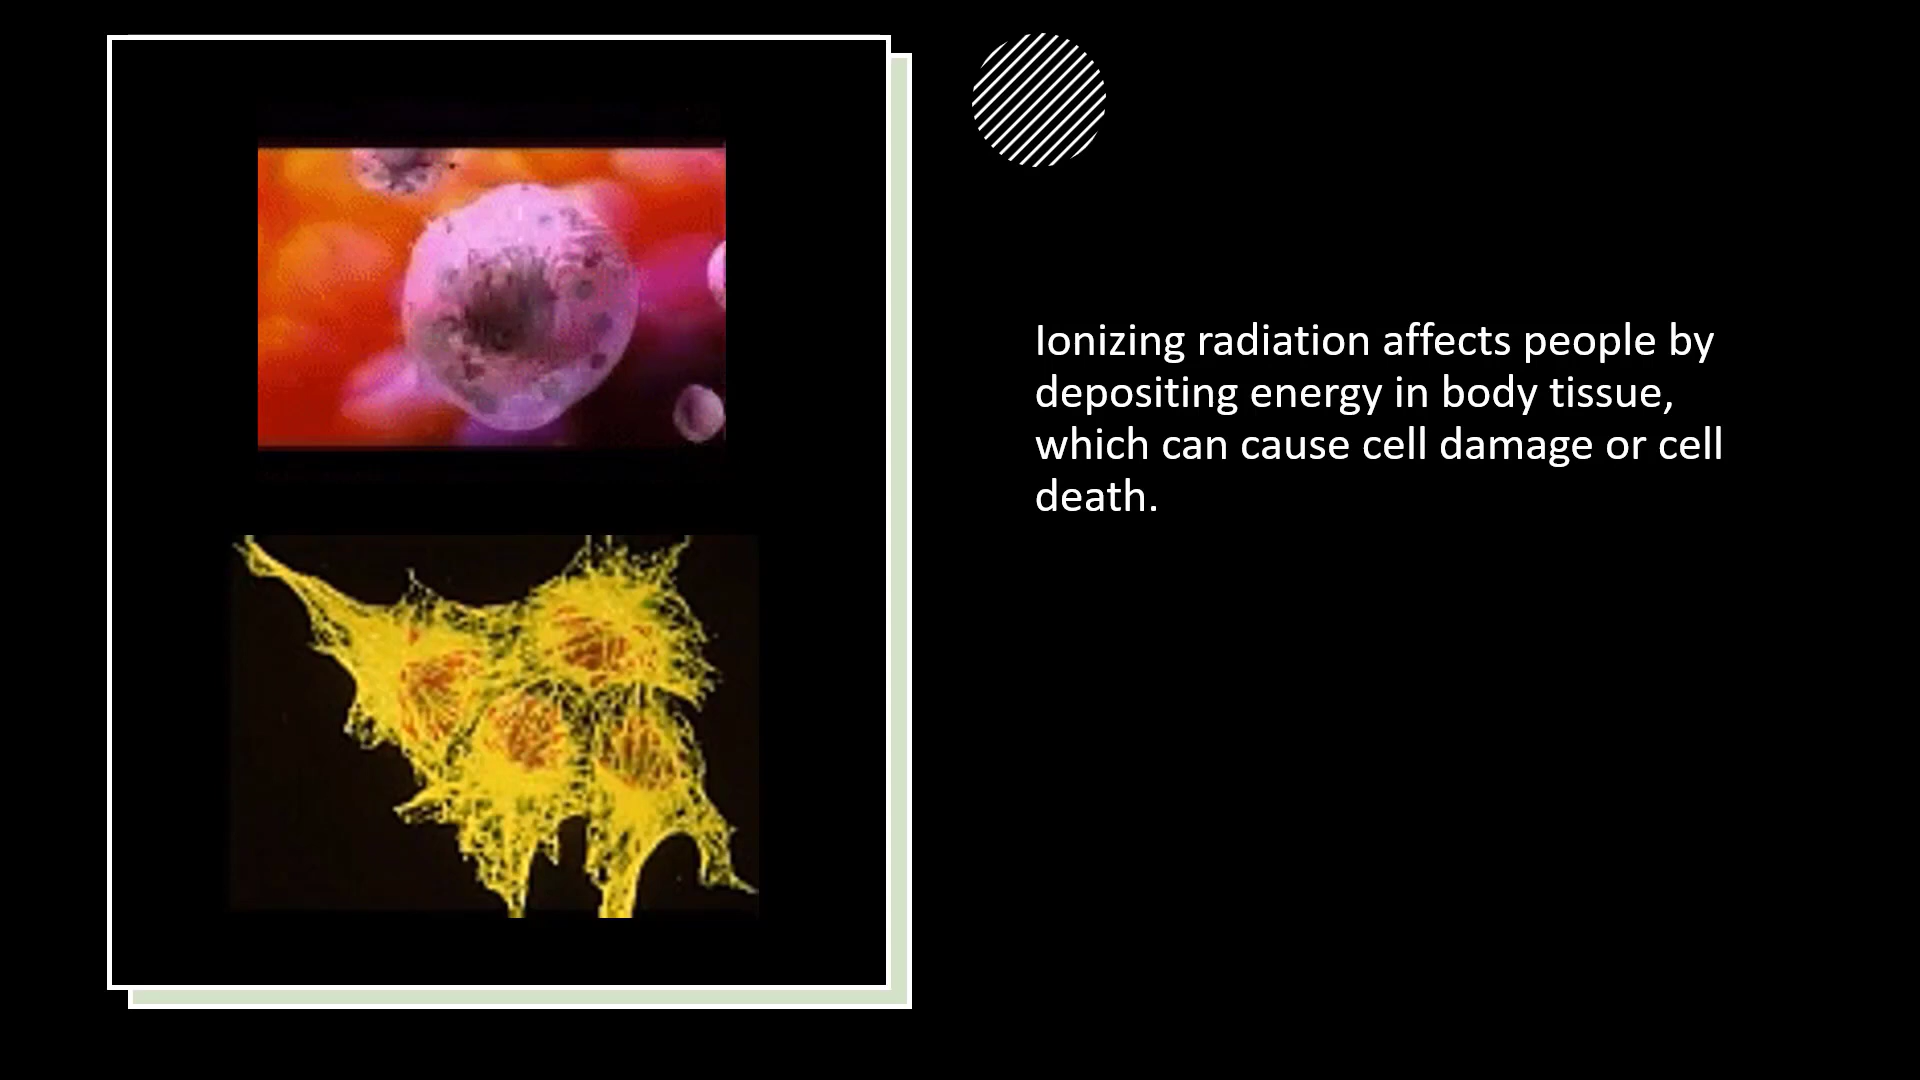 Ionizing radiation affects people by
depositing energy in body tissue,
which can cause cell damage or cell
death.